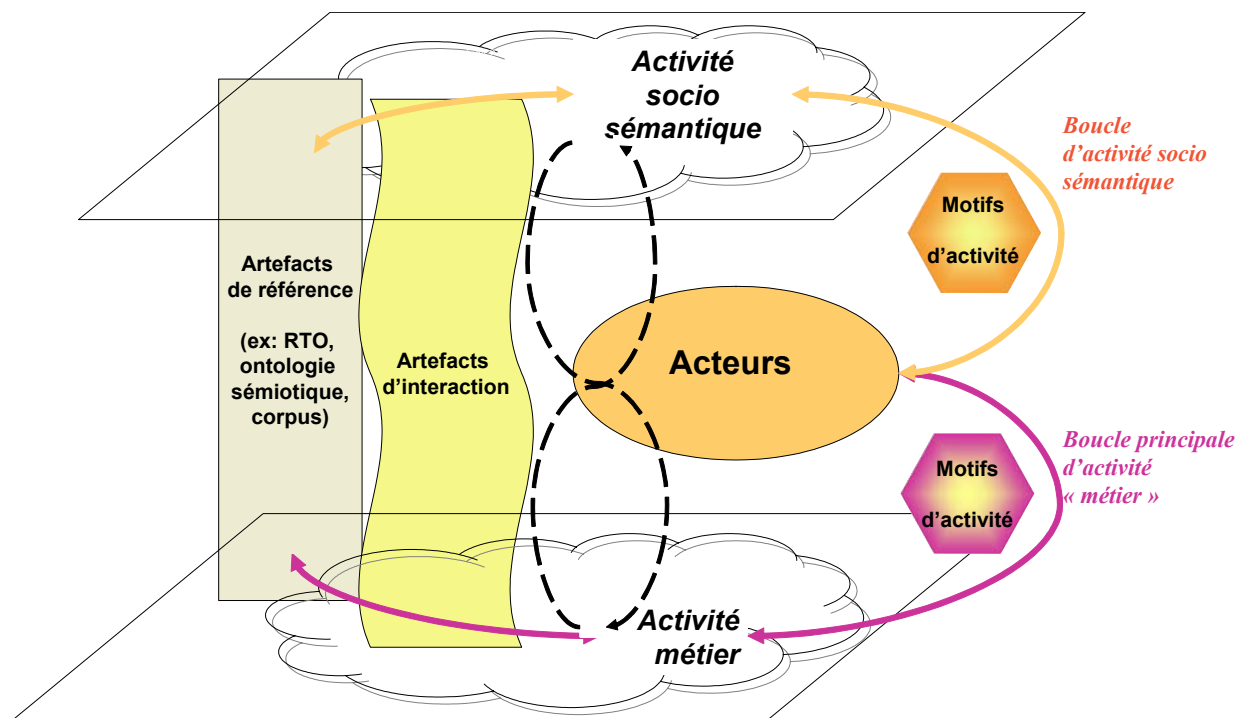 Activité
socio
sémantique
Boucle
d’activité socio
sémantique
Motifs
d’activité
Artefacts
de référence
(ex: RTO,
ontologie
sémiotique,
corpus)
Artefacts
d’interaction
Acteurs
Boucle principale
d’activité
« métier »
Motifs
d’activité
Activité
métier